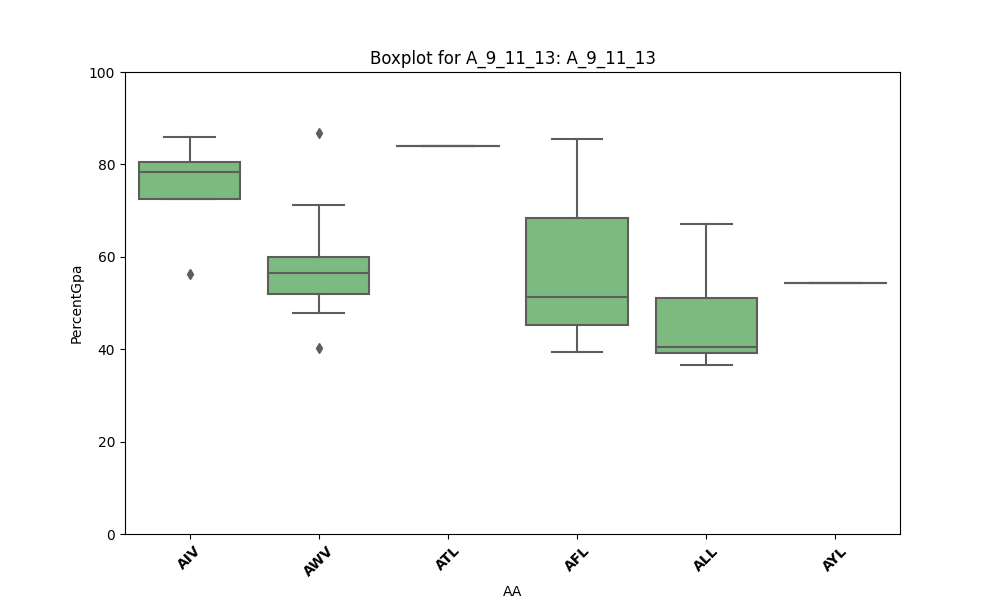 Boxplot for A_9_11_13: A_9_11_13
100
80
60
40
20
0
PercentGpa
AIV
AWV
ATL
AFL
ALL
AYL
AA